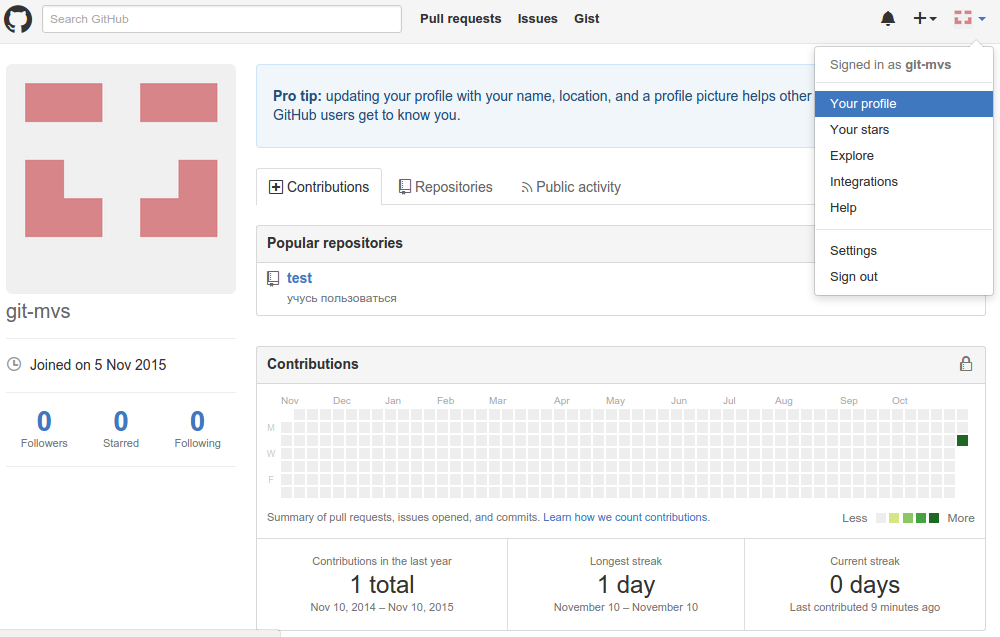 Search GitHub
Pull requests Issues Gist
Signed in as git-mvs
Your profile
Your stars
Explore
Integrations
Help
Settings
Sign out
Pro tip: updating your profile with your name, location, and a profile picture helps other
GitHub users get to know you.
Contributions Repositories Public activity
Popular repositories
test
учусь пользоваться
git-mvs
Joined on 5 Nov 2015
0 0 0
Followers Starred Following
Contributions
Nov Dec Jan Feb Mar Apr May Jun Jul Aug Sep Oct
M
W
F
Summary of pull requests, issues opened, and commits. Learn how we count contributions.
Less More
Contributions in the last year
1 total
Nov 10, 2014 – Nov 10, 2015
Longest streak
1 day
November 10 – November 10
Current streak
0 days
Last contributed 9 minutes ago